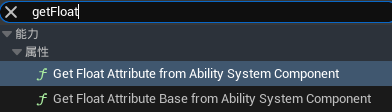 getFloat
能力
属性
Get Float Attribute from Ability System Component
Get Float Attribute Base from Ability System Component